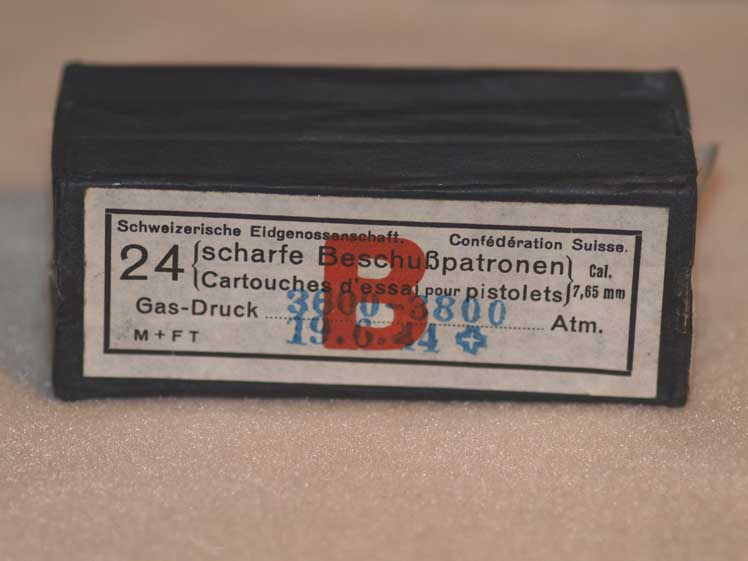 Schweizerische Eidgenossenschaft. Confédération Suisse.
24 {scharfe Beschußpatronen} Cal.
{Cartouches d'essai pour pistolets} 7,65 mm
B
Gas-Druck 3600-3800 Atm.
M+FT 19.6.44